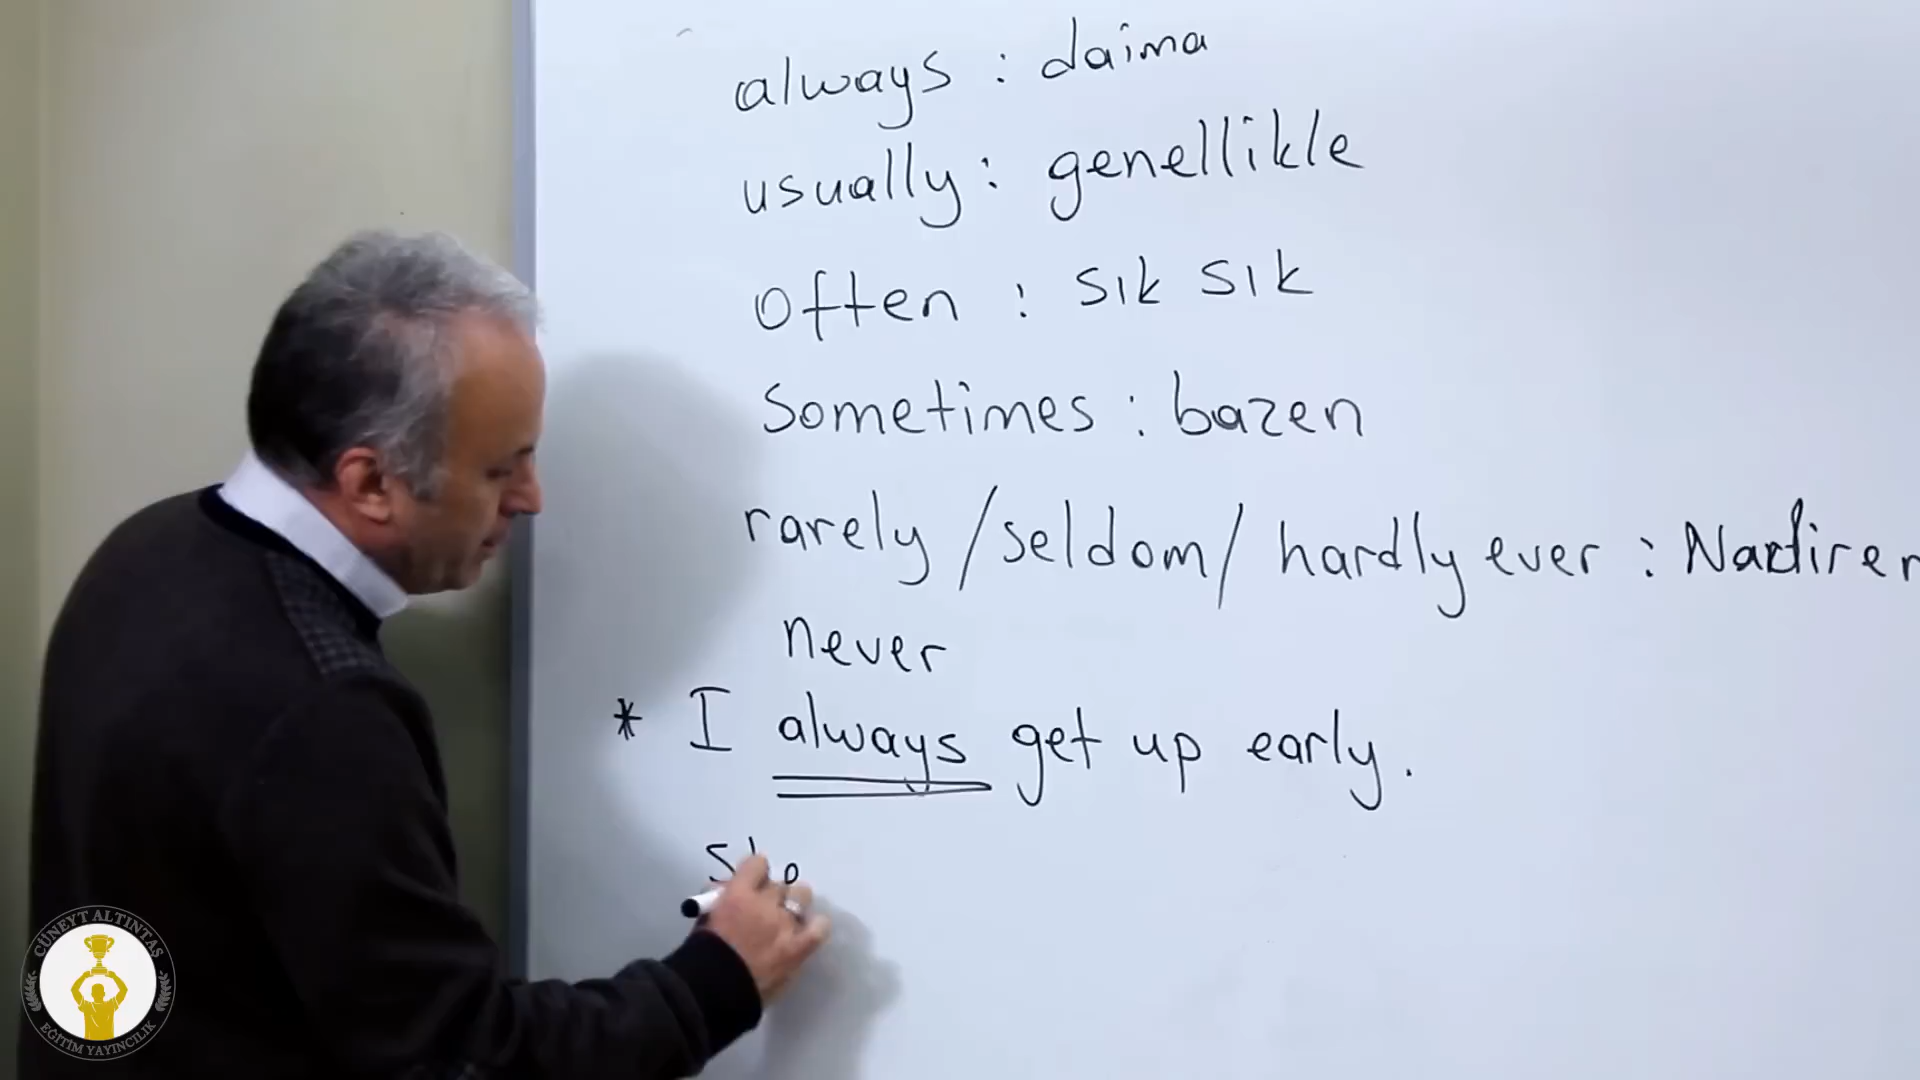 always : daima
usually : genellikle
often : sık sık
sometimes : bazen
rarely / seldom / hardly ever : Nadiren
never
* I always get up early.
CÜNEYT ALTINTAŞ
EĞİTİM YAYINCILIK